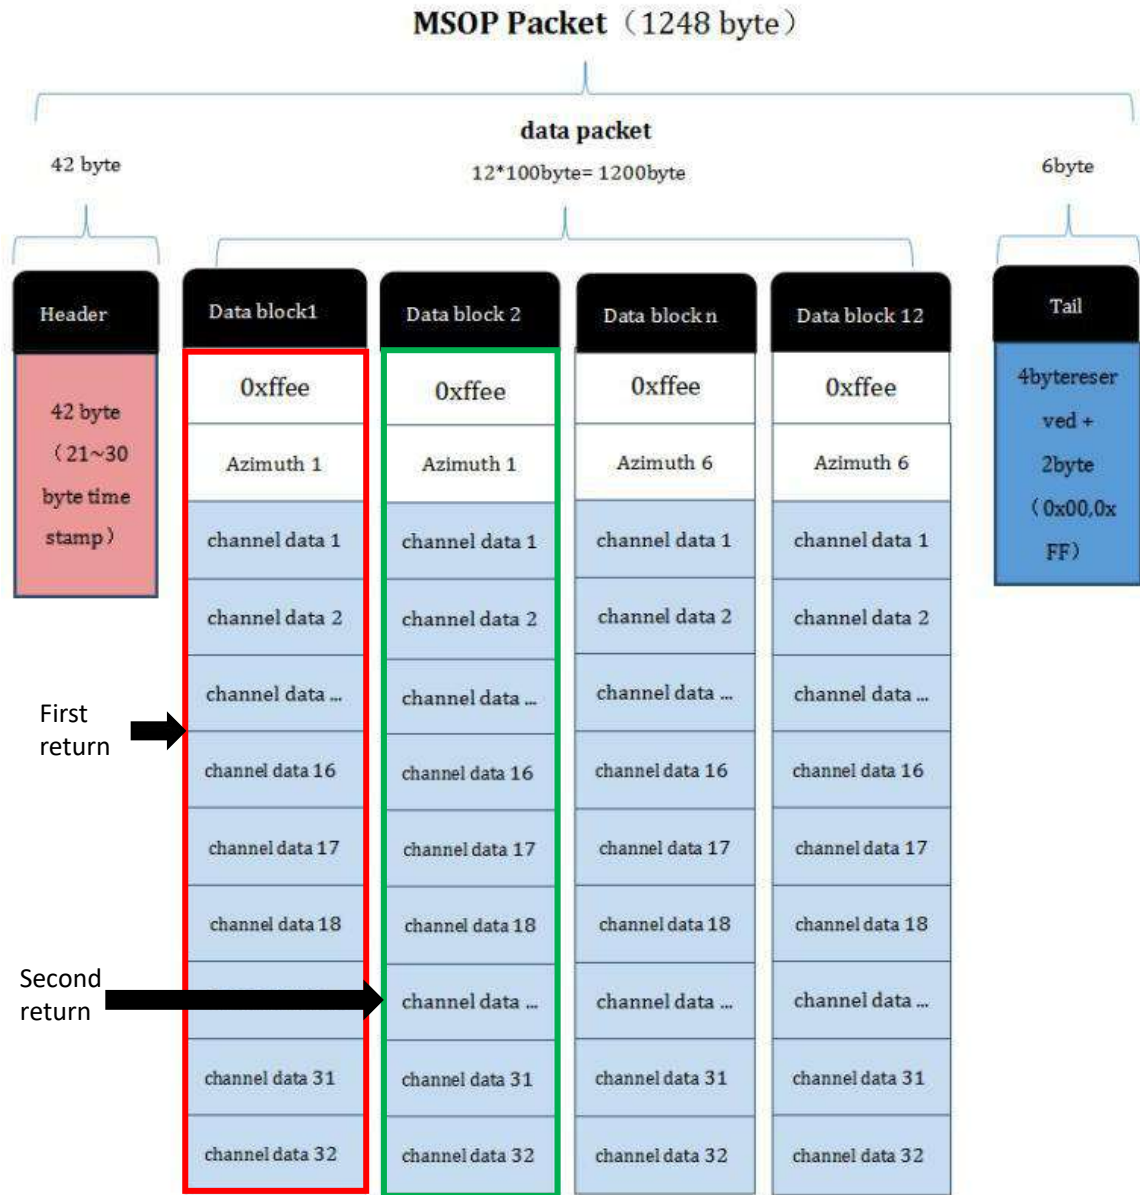 MSOP Packet（1248 byte）
data packet
42 byte
12*100byte= 1200byte
6byte
Header
Data block1
Data block 2
Data block n
Data block 12
Tail
42 byte
（21~30
byte time
stamp）
0xffee
Azimuth 1
channel data 1
channel data 2
channel data ...
channel data 16
channel data 17
channel data 18
channel data 31
channel data 32
0xffee
Azimuth 1
channel data 1
channel data 2
channel data ...
channel data 16
channel data 17
channel data 18
channel data ...
channel data 31
channel data 32
0xffee
Azimuth 6
channel data 1
channel data 2
channel data ...
channel data 16
channel data 17
channel data 18
channel data ...
channel data 31
channel data 32
0xffee
Azimuth 6
channel data 1
channel data 2
channel data ...
channel data 16
channel data 17
channel data 18
channel data ...
channel data 31
channel data 32
4bytereser
ved +
2byte
（0x00,0x
FF）
First
return
Second
return